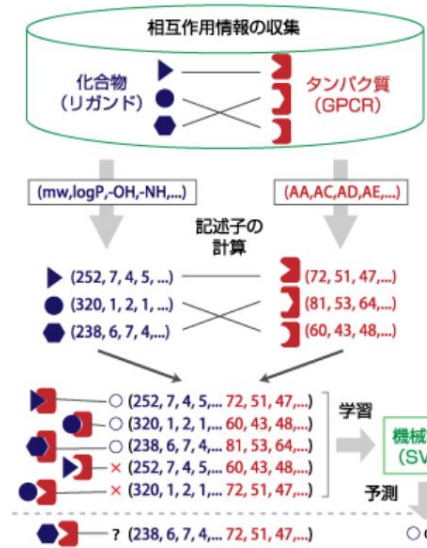 相互作用情報の収集
化合物
(リガンド)
タンパク質
(GPCR)
(mw,logP,-OH,-NH,...)
(AA,AC,AD,AE,...)
記述子の
計算
(252, 7, 4, 5, ...)
(72, 51, 47,...)
(320, 1, 2, 1, ...)
(81, 53, 64,...)
(238, 6, 7, 4,...)
(60, 43, 48,...)
○ (252, 7, 4, 5,... 72, 51, 47,...)
○ (320, 1, 2, 1,... 60, 43, 48,...)
○ (238, 6, 7, 4,... 81, 53, 64,...)
× (252, 7, 4, 5,... 60, 43, 48,...)
× (320, 1, 2, 1,... 72, 51, 47,...)
学習
機械
(SV
予測
? (238, 6, 7, 4,... 72, 51, 47,...)
○